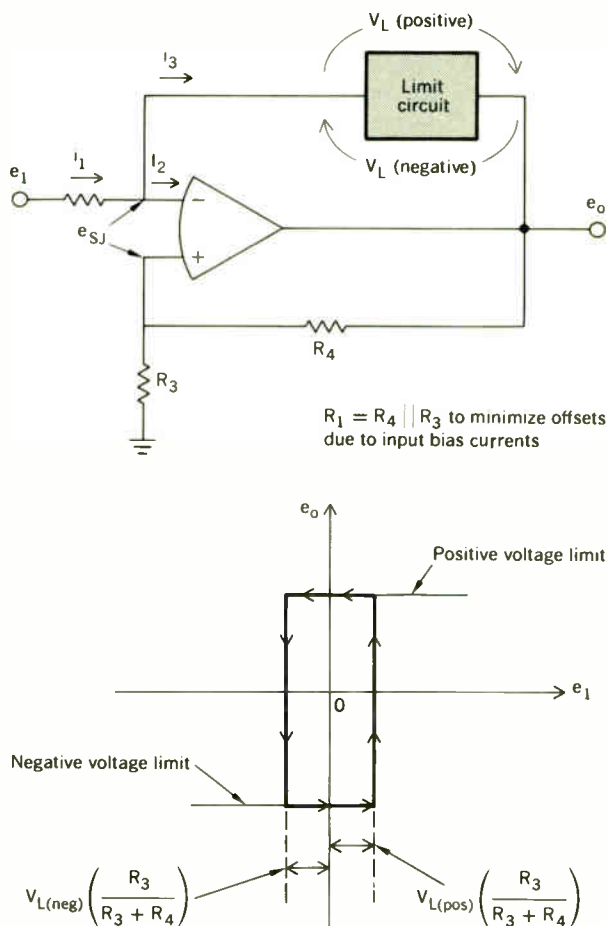 V_L (positive)
I_3
Limit
circuit
V_L (negative)
e_1
I_1
I_2
−
e_SJ
+
e_o
R_4
R_3
R_1 = R_4 || R_3 to minimize offsets
due to input bias currents
e_o
Positive voltage limit
0
e_1
Negative voltage limit
V_L(neg) (R_3 / (R_3 + R_4))
V_L(pos) (R_3 / (R_3 + R_4))